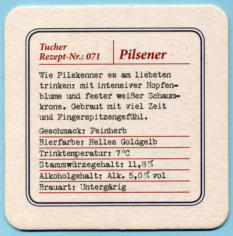 Tucher
Rezept-Nr.: 071
Pilsener
Wie Pilskenner es am liebsten
trinken: mit intensiver Hopfen-
blume und fester weißer Schaum-
krone. Gebraut mit viel Zeit
und Fingerspitzengefühl.
Geschmack: Feinherb
Bierfarbe: Helles Goldgelb
Trinktemperatur: 7°C
Stammwürzegehalt: 11,8%
Alkoholgehalt: Alk. 5,0% vol
Brauart: Untergärig